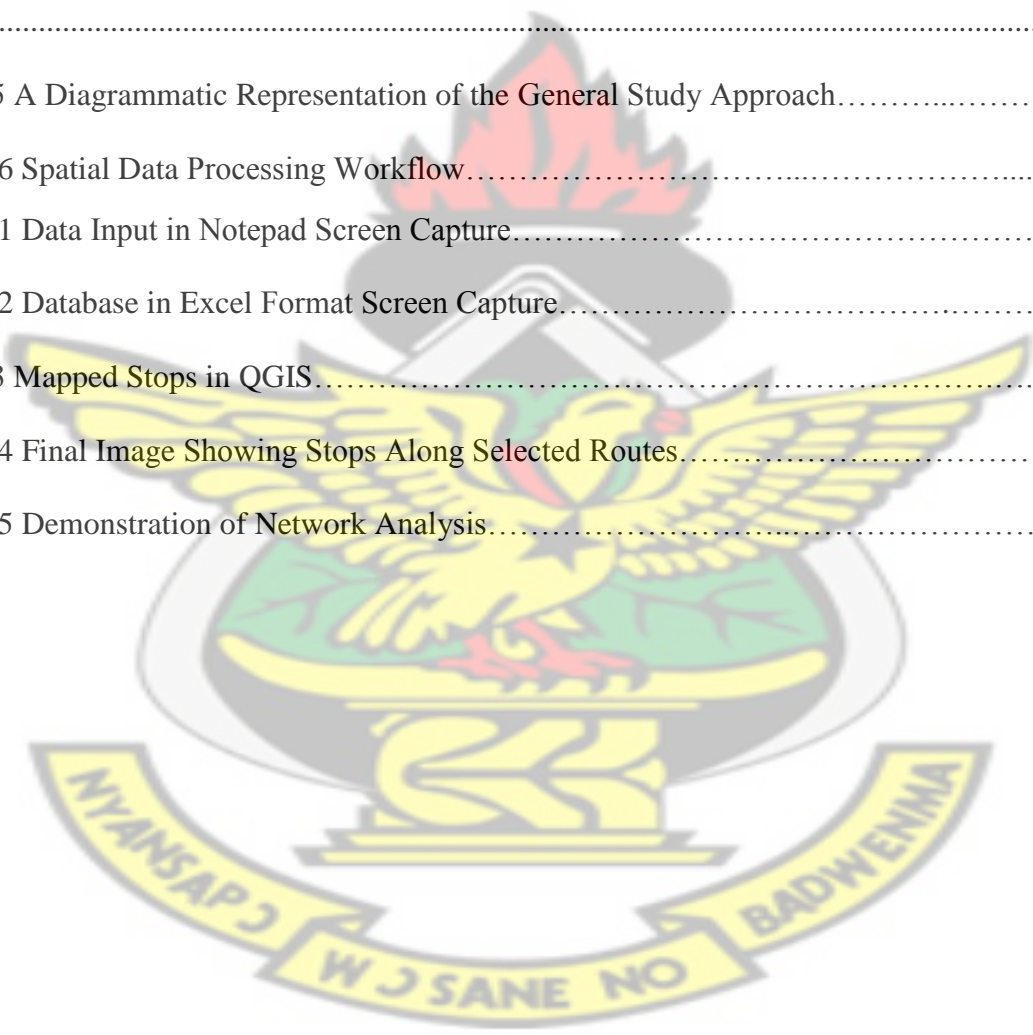 ......................................................................................................................
5 A Diagrammatic Representation of the General Study Approach………...………
6 Spatial Data Processing Workflow…………………………...…………………….....
1 Data Input in Notepad Screen Capture………………………………………………
2 Database in Excel Format Screen Capture……………………………….………
3 Mapped Stops in QGIS…………………………………………………………..……
4 Final Image Showing Stops Along Selected Routes………………………………
5 Demonstration of Network Analysis………………………...……………………
NYANSAPƆ
WƆSANE NO
BADWENMA